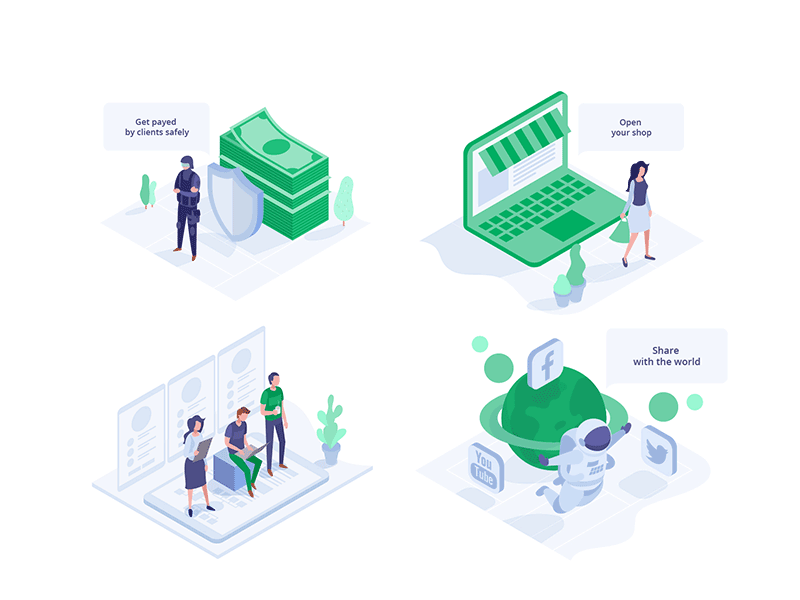 Get payed
by clients safely
Open
your shop
Share
with the world
You
Tube